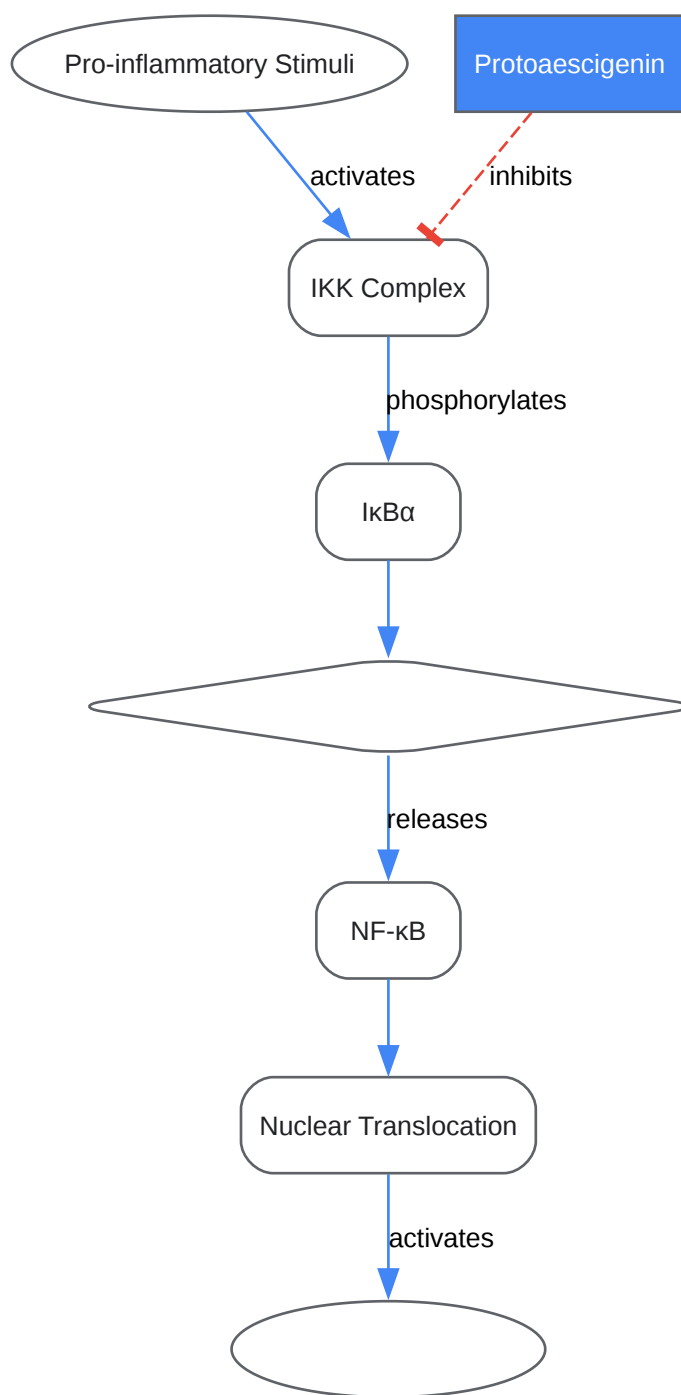 Pro-inflammatory Stimuli
Protoaescigenin
activates
inhibits
IKK Complex
phosphorylates
IκBα
releases
NF-κB
Nuclear Translocation
activates